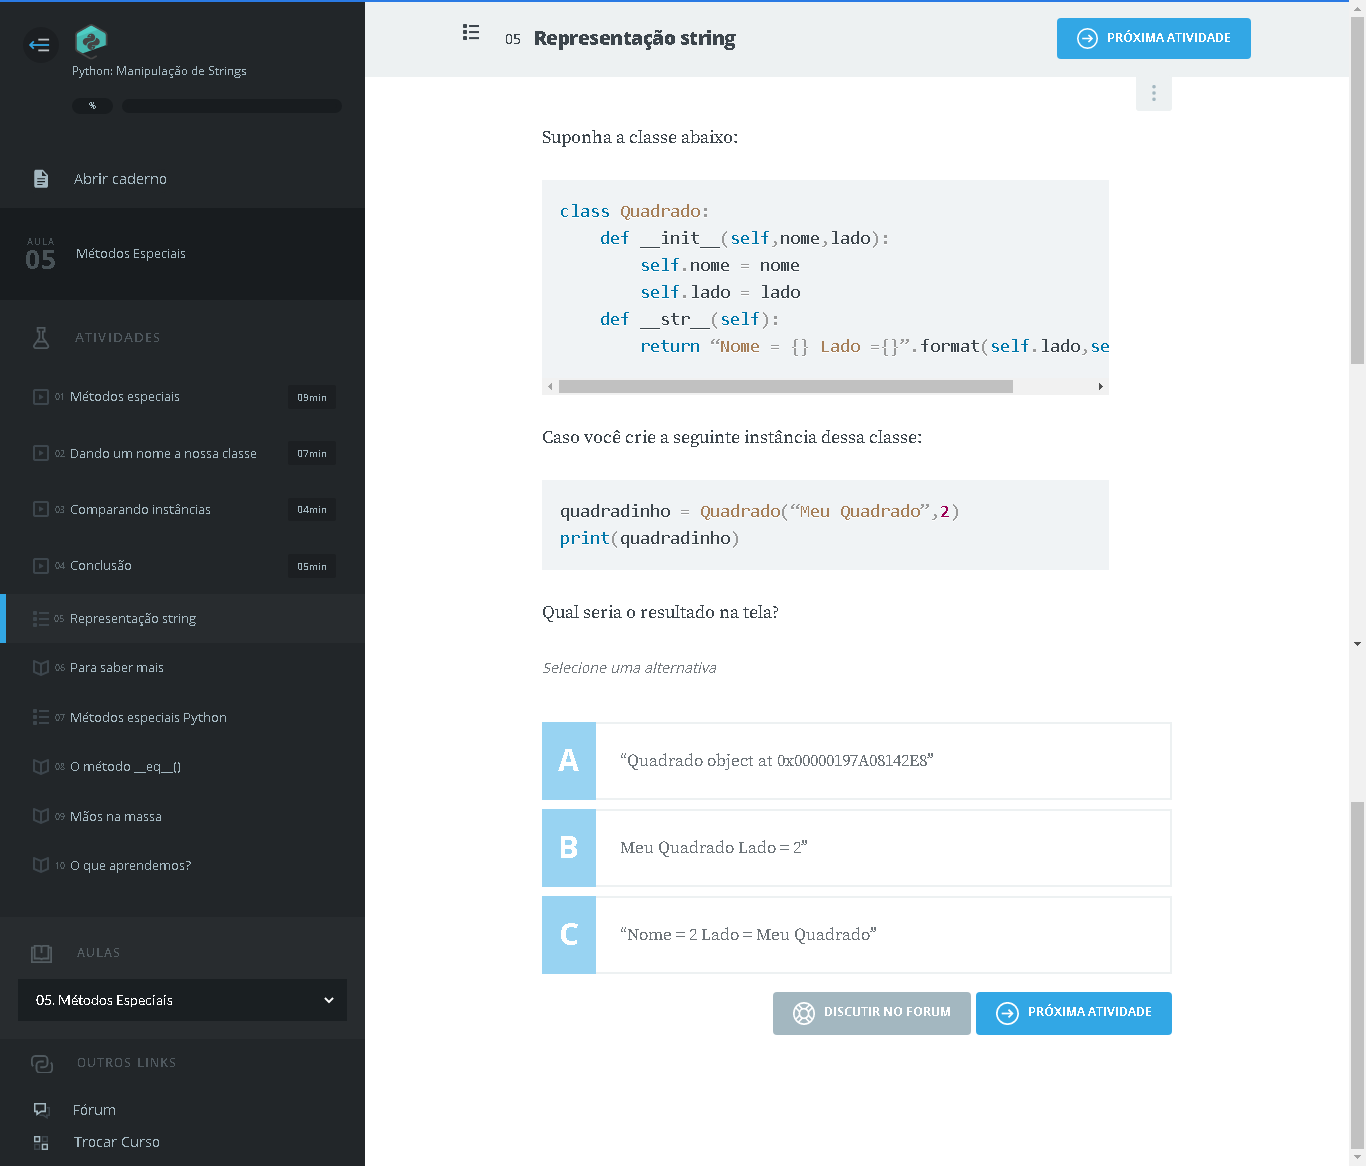 Python: Manipulação de Strings
%
Abrir caderno
AULA
05
Métodos Especiais
ATIVIDADES
01 Métodos especiais 09min
02 Dando um nome a nossa classe 07min
03 Comparando instâncias 04min
04 Conclusão 05min
05 Representação string
06 Para saber mais
07 Métodos especiais Python
08 O método __eq__()
09 Mãos na massa
10 O que aprendemos?
AULAS
05. Métodos Especiais
OUTROS LINKS
Fórum
Trocar Curso
05 Representação string
PRÓXIMA ATIVIDADE
Suponha a classe abaixo:
class Quadrado:
    def __init__(self,nome,lado):
        self.nome = nome
        self.lado = lado
    def __str__(self):
        return “Nome = {} Lado ={}”.format(self.lado,se
Caso você crie a seguinte instância dessa classe:
quadradinho = Quadrado(“Meu Quadrado”,2)
print(quadradinho)
Qual seria o resultado na tela?
Selecione uma alternativa
A “Quadrado object at 0x00000197A08142E8”
B Meu Quadrado Lado = 2”
C “Nome = 2 Lado = Meu Quadrado”
DISCUTIR NO FORUM
PRÓXIMA ATIVIDADE